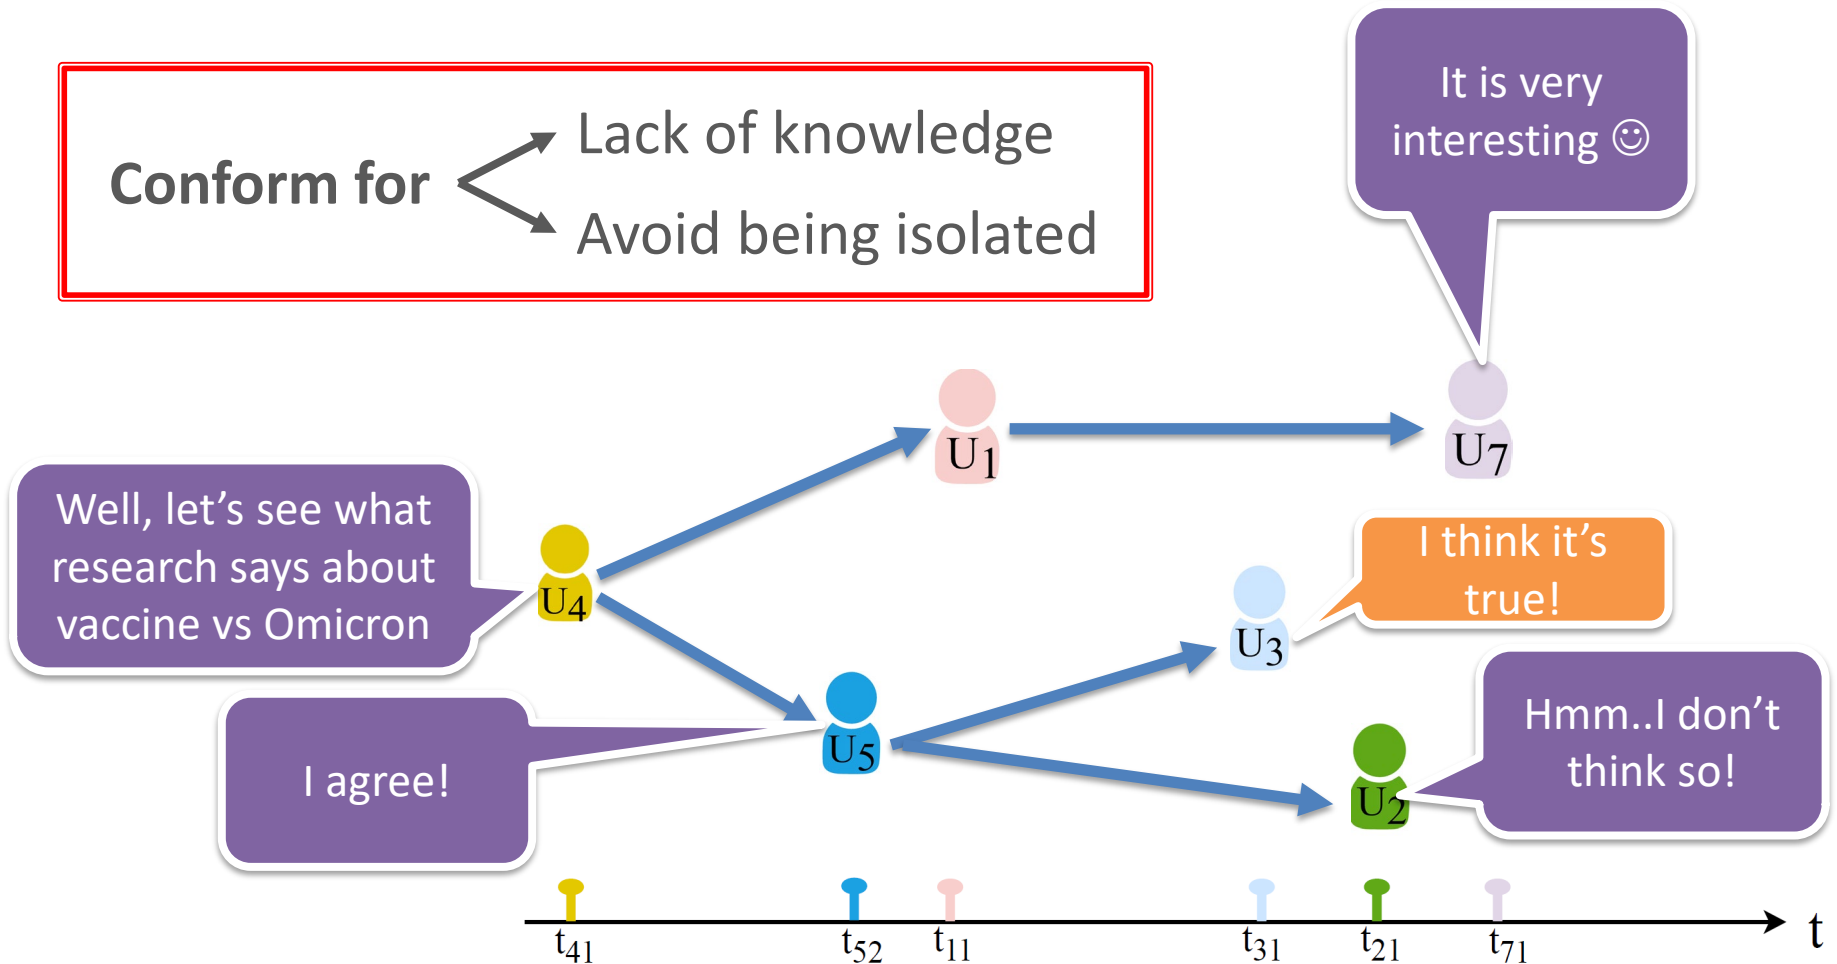 It is very
interesting ☺
Lack of knowledge
Conform for
Avoid being isolated
U1
U7
Well, let’s see what
research says about
vaccine vs Omicron
U4
I think it’s
true!
U3
Hmm..I don’t
think so!
I agree!
U5
U2
t41
t52
t11
t31
t21
t71
t